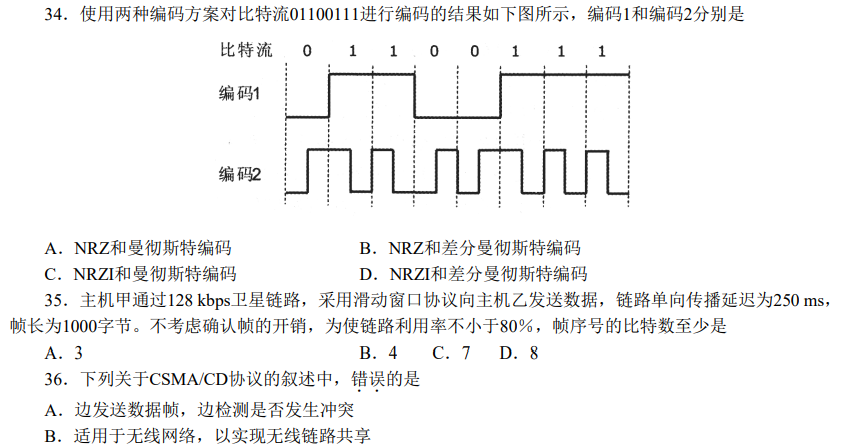 34．使用两种编码方案对比特流01100111进行编码的结果如下图所示，编码1和编码2分别是
比特流 0 1 1 0 0 1 1 1
编码1
编码2
A．NRZ和曼彻斯特编码 B．NRZ和差分曼彻斯特编码
C．NRZI和曼彻斯特编码 D．NRZI和差分曼彻斯特编码
35．主机甲通过128 kbps卫星链路，采用滑动窗口协议向主机乙发送数据，链路单向传播延迟为250 ms，
帧长为1000字节。不考虑确认帧的开销，为使链路利用率不小于80%，帧序号的比特数至少是
A．3 B．4 C．7 D．8
36．下列关于CSMA/CD协议的叙述中，错误的是
A．边发送数据帧，边检测是否发生冲突
B．适用于无线网络，以实现无线链路共享